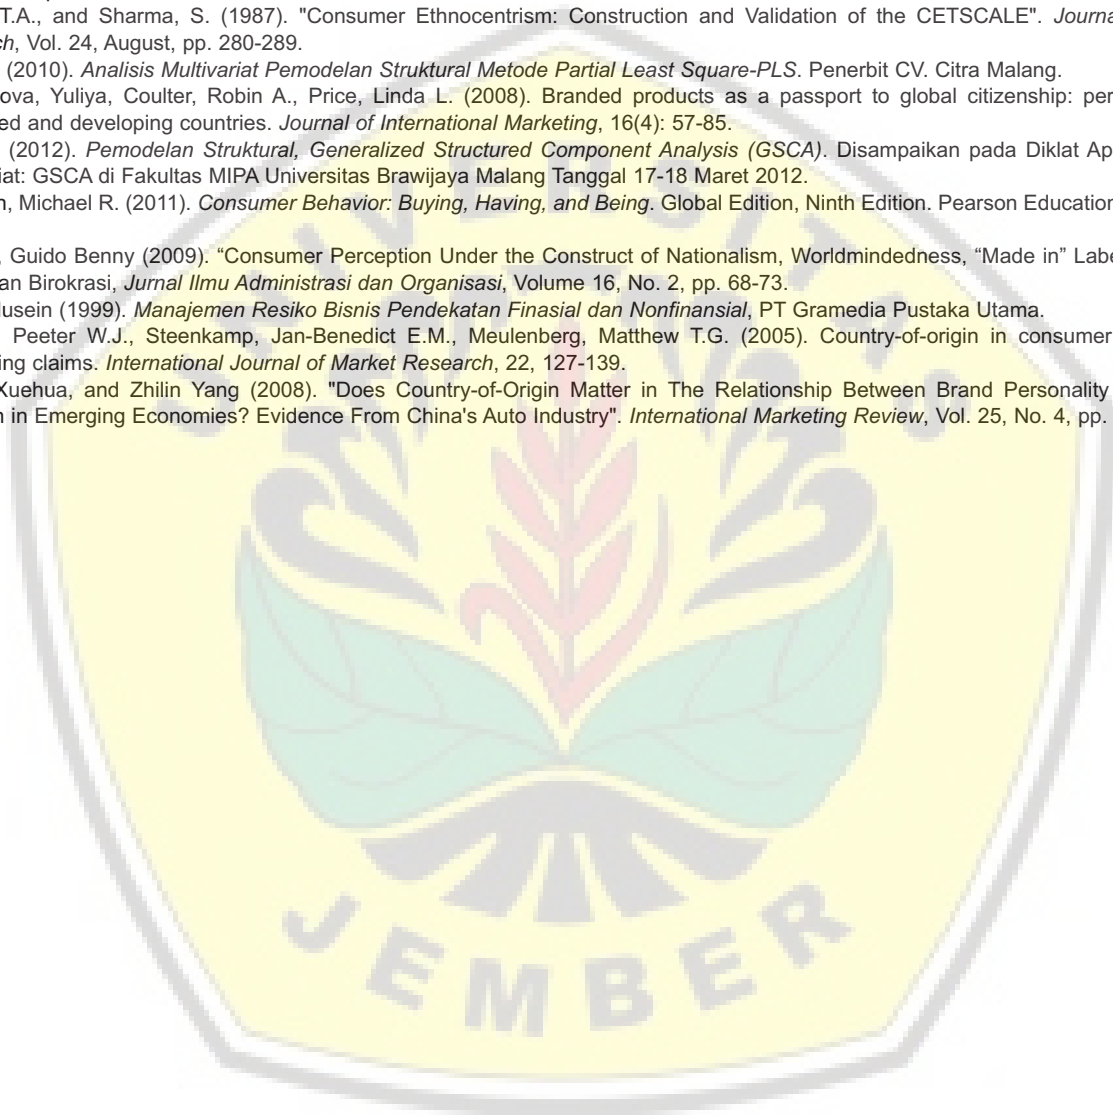 T.A., and Sharma, S. (1987). "Consumer Ethnocentrism: Construction and Validation of the CETSCALE". Journa
ch, Vol. 24, August, pp. 280-289.
(2010). Analisis Multivariat Pemodelan Struktural Metode Partial Least Square-PLS. Penerbit CV. Citra Malang.
ova, Yuliya, Coulter, Robin A., Price, Linda L. (2008). Branded products as a passport to global citizenship: per
ed and developing countries. Journal of International Marketing, 16(4): 57-85.
(2012). Pemodelan Struktural, Generalized Structured Component Analysis (GSCA). Disampaikan pada Diklat Ap
iat: GSCA di Fakultas MIPA Universitas Brawijaya Malang Tanggal 17-18 Maret 2012.
n, Michael R. (2011). Consumer Behavior: Buying, Having, and Being. Global Edition, Ninth Edition. Pearson Education
, Guido Benny (2009). “Consumer Perception Under the Construct of Nationalism, Worldmindedness, “Made in” Labe
an Birokrasi, Jurnal Ilmu Administrasi dan Organisasi, Volume 16, No. 2, pp. 68-73.
usein (1999). Manajemen Resiko Bisnis Pendekatan Finasial dan Nonfinansial, PT Gramedia Pustaka Utama.
Peeter W.J., Steenkamp, Jan-Benedict E.M., Meulenberg, Matthew T.G. (2005). Country-of-origin in consumer
ing claims. International Journal of Market Research, 22, 127-139.
Xuehua, and Zhilin Yang (2008). "Does Country-of-Origin Matter in The Relationship Between Brand Personality
n in Emerging Economies? Evidence From China's Auto Industry". International Marketing Review, Vol. 25, No. 4, pp.
UNIVERSITAS
JEMBER